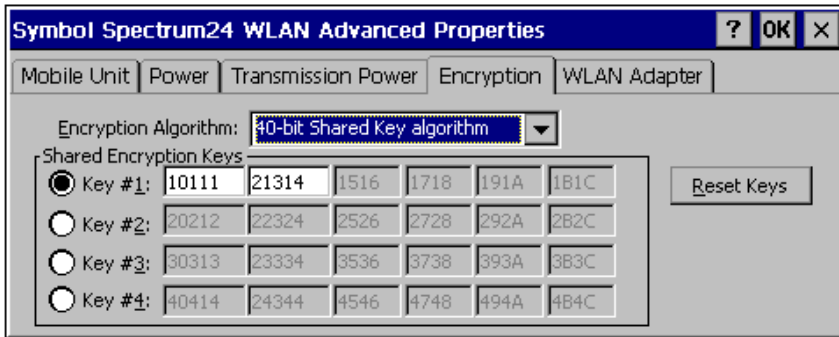 Symbol Spectrum24 WLAN Advanced Properties ? OK ×
Mobile Unit Power Transmission Power Encryption WLAN Adapter
Encryption Algorithm: 40-bit Shared Key algorithm
Shared Encryption Keys
Key #1: 10111 21314 1516 1718 191A 1B1C Reset Keys
Key #2: 20212 22324 2526 2728 292A 2B2C
Key #3: 30313 23334 3536 3738 393A 3B3C
Key #4: 40414 24344 4546 4748 494A 4B4C